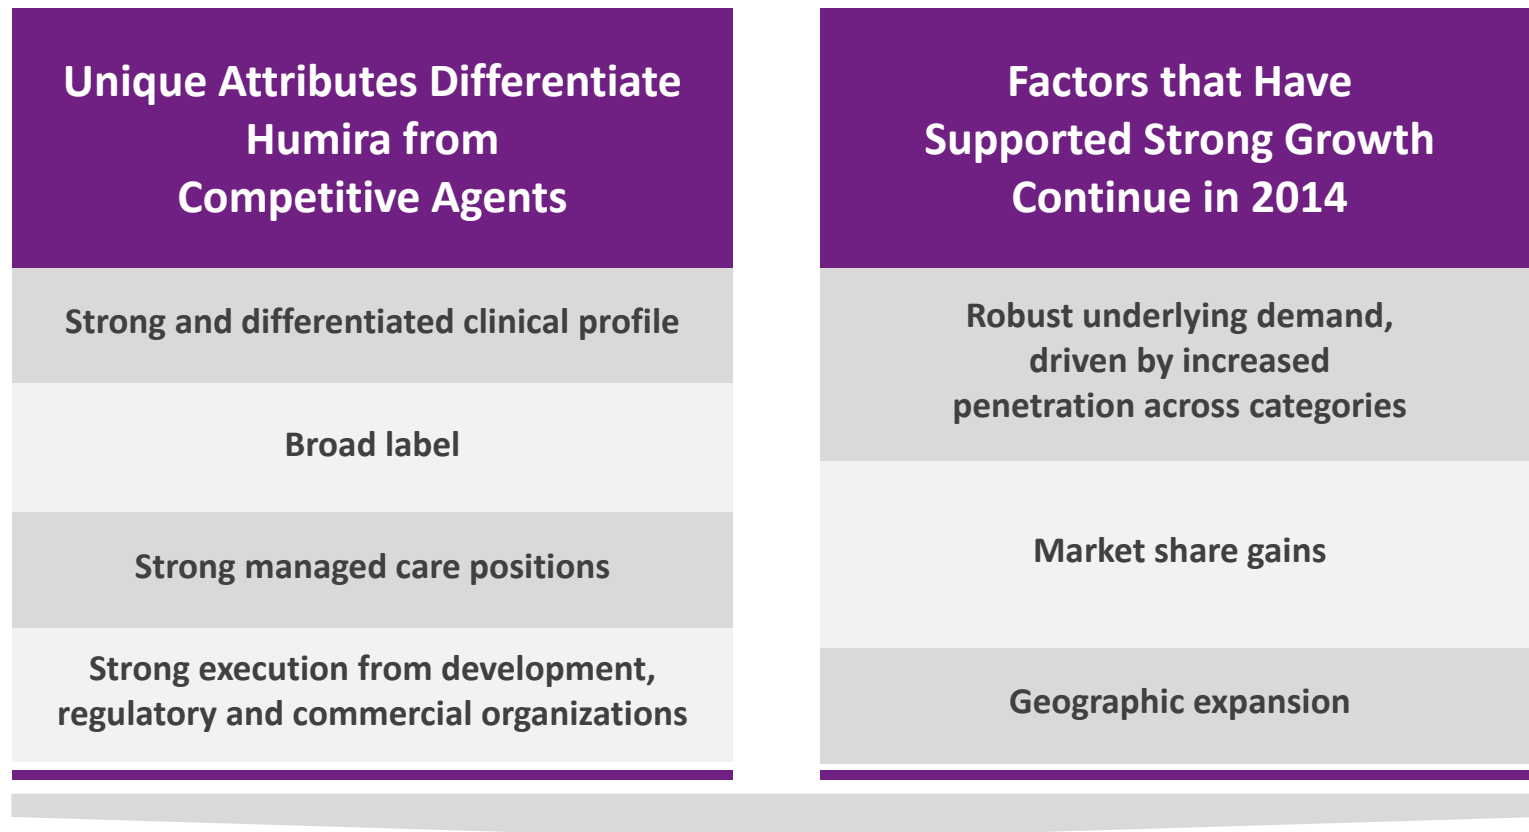 Unique Attributes Differentiate
Humira from
Competitive Agents
Strong and differentiated clinical profile
Broad label
Strong managed care positions
Strong execution from development,
regulatory and commercial organizations
Factors that Have
Supported Strong Growth
Continue in 2014
Robust underlying demand,
driven by increased
penetration across categories
Market share gains
Geographic expansion